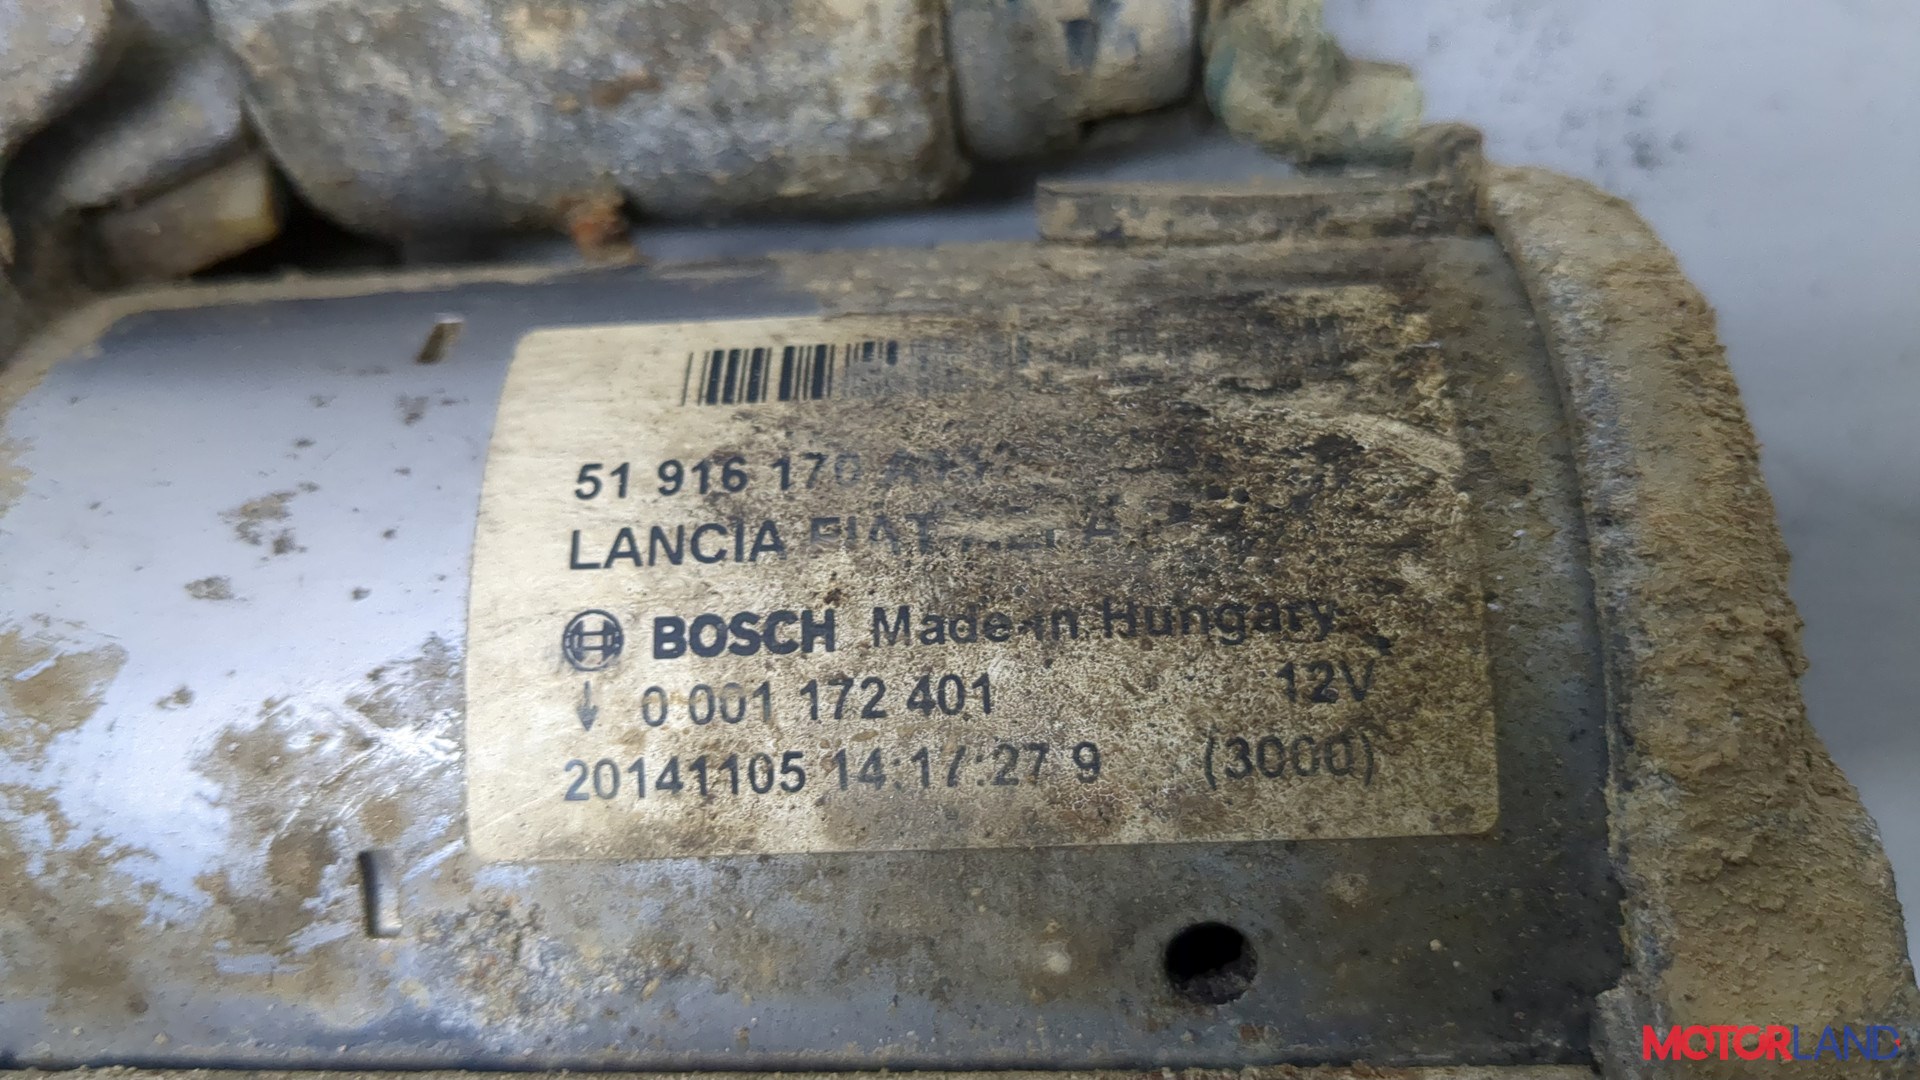 51 916 170
LANCIA FIAT ALFA
BOSCH Made in Hungary
0 001 172 401 12V
20141105 14:17:27 9 (3000)
MOTORLAND